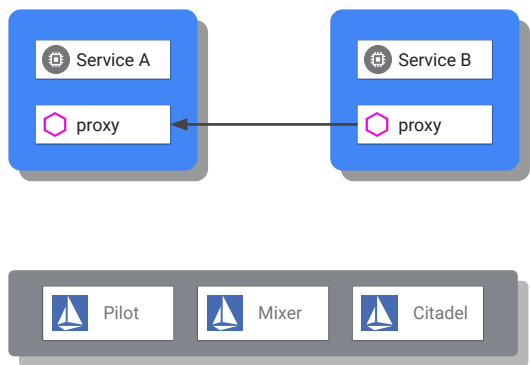 Service A
Service B
proxy
proxy
Pilot
Mixer
Citadel